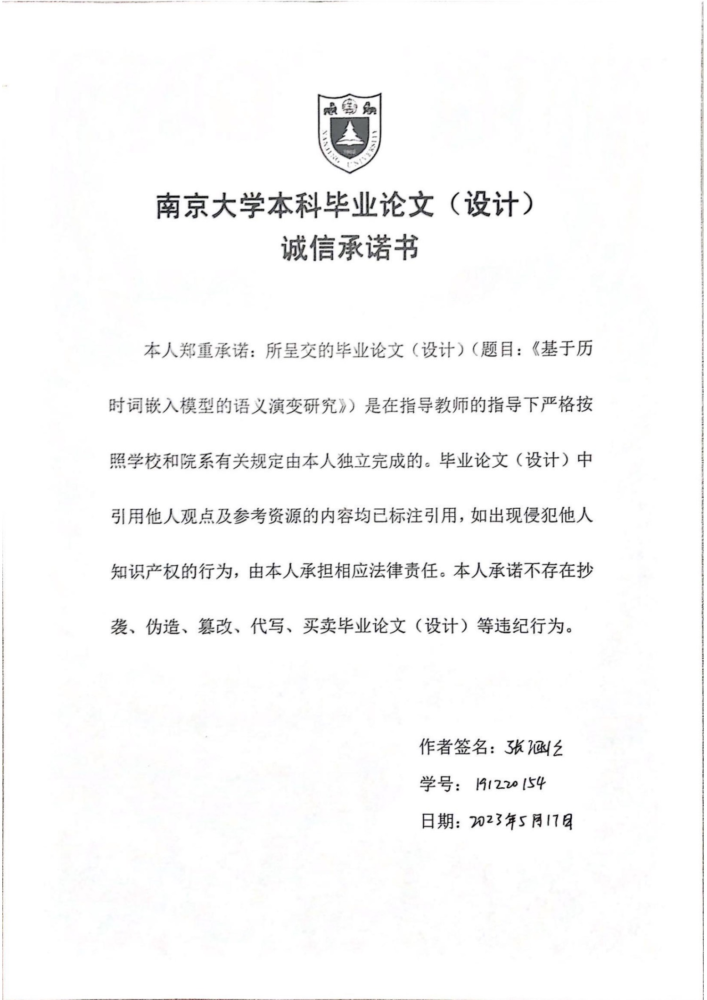 NANJING UNIVERSITY
1902
南京大学本科毕业论文（设计）
诚信承诺书
本人郑重承诺：所呈交的毕业论文（设计）（题目：《基于历
时词嵌入模型的语义演变研究》）是在指导教师的指导下严格按
照学校和院系有关规定由本人独立完成的。毕业论文（设计）中
引用他人观点及参考资源的内容均已标注引用，如出现侵犯他人
知识产权的行为，由本人承担相应法律责任。本人承诺不存在抄
袭、伪造、篡改、代写、买卖毕业论文（设计）等违纪行为。
作者签名：张涵
学号：191220154
日期：2023年5月17日